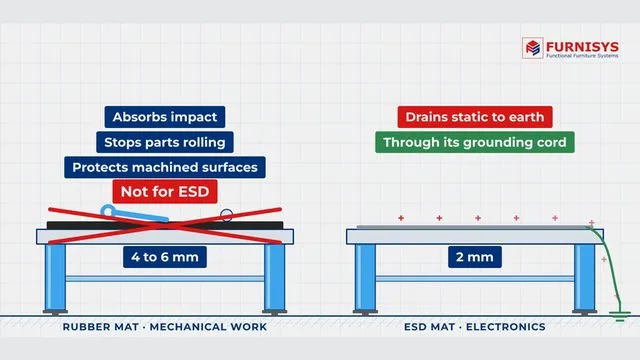 FURNISYS
Functional Furniture Systems
Absorbs impact
Stops parts rolling
Protects machined surfaces
Not for ESD
4 to 6 mm
RUBBER MAT · MECHANICAL WORK
Drains static to earth
Through its grounding cord
2 mm
ESD MAT · ELECTRONICS